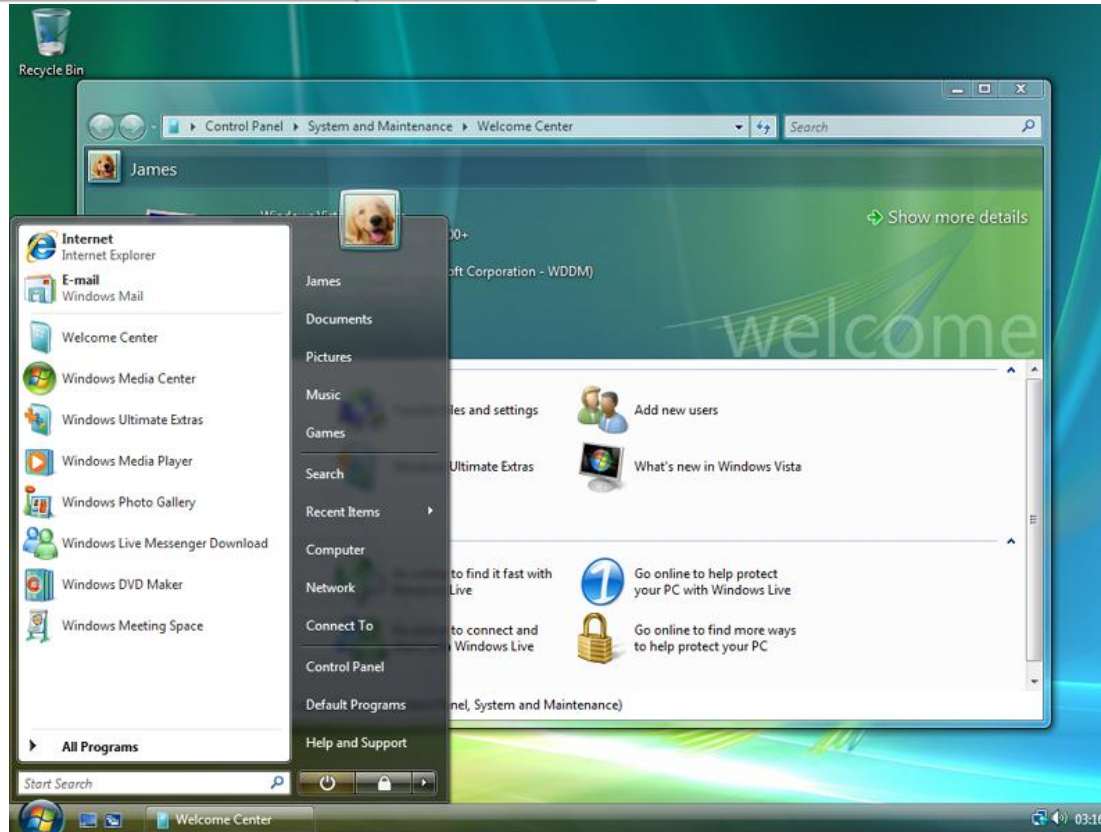 Recycle Bin
Control Panel ▸ System and Maintenance ▸ Welcome Center
Search
James
Show more details
00+
oft Corporation - WDDM)
welcome
Internet
Internet Explorer
E-mail
Windows Mail
Welcome Center
Windows Media Center
Windows Ultimate Extras
Windows Media Player
Windows Photo Gallery
Windows Live Messenger Download
Windows DVD Maker
Windows Meeting Space
All Programs
Start Search
James
Documents
Pictures
Music
Games
Search
Recent Items
Computer
Network
Connect To
Control Panel
Default Programs
Help and Support
files and settings
Add new users
Ultimate Extras
What's new in Windows Vista
to find it fast with
Live
Go online to help protect
your PC with Windows Live
to connect and
Windows Live
Go online to find more ways
to help protect your PC
nel, System and Maintenance)
Welcome Center
03:16